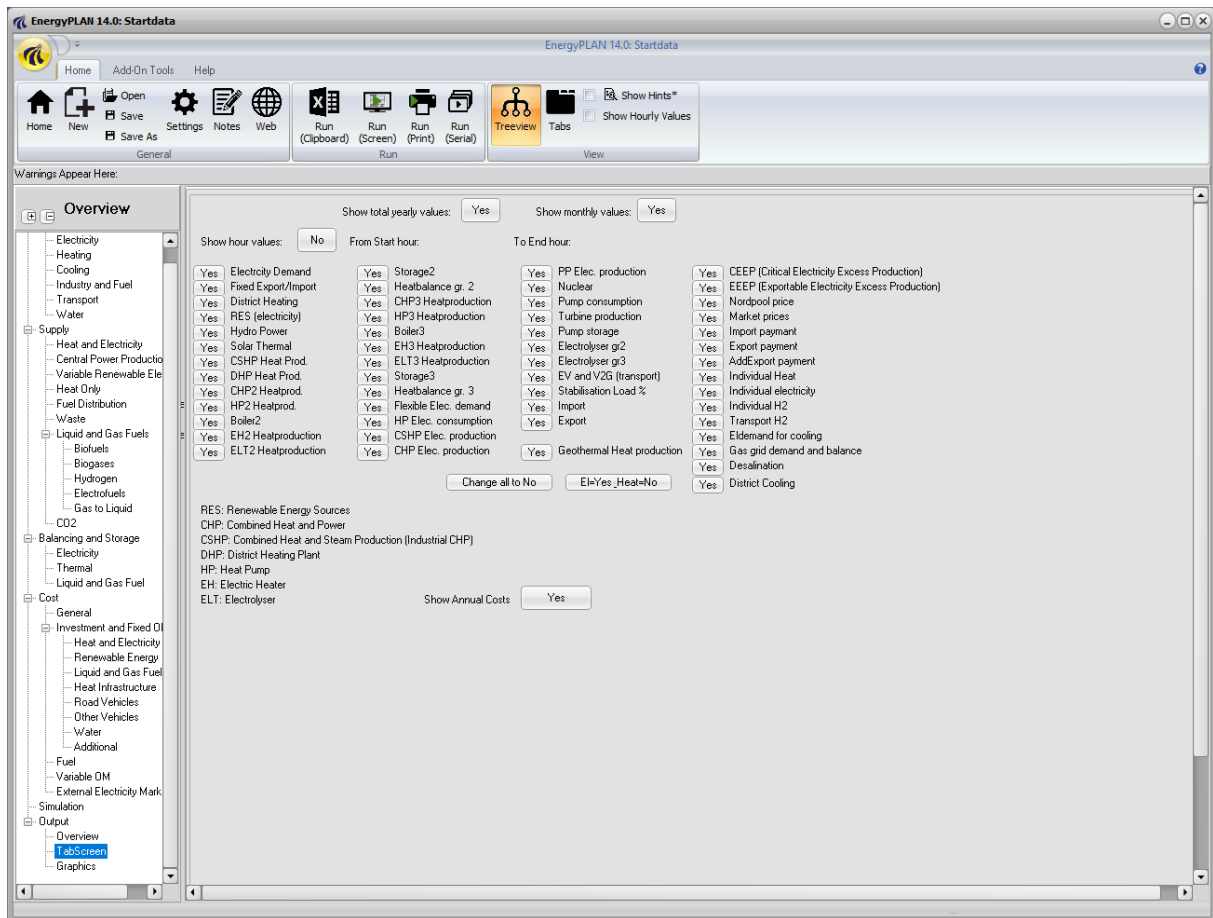 EnergyPLAN 14.0: Startdata
EnergyPLAN 14.0: Startdata
Home Add-On Tools Help
Home
New
Open
Save
Save As
Settings
Notes
Web
General
Run (Clipboard)
Run (Screen)
Run (Print)
Run (Serial)
Run
Treeview
Tabs
Show Hints*
Show Hourly Values
View
Warnings Appear Here:
Overview
Electricity
Heating
Cooling
Industry and Fuel
Transport
Water
Supply
Heat and Electricity
Central Power Productio
Variable Renewable Ele
Heat Only
Fuel Distribution
Waste
Liquid and Gas Fuels
Biofuels
Biogases
Hydrogen
Electrofuels
Gas to Liquid
CO2
Balancing and Storage
Electricity
Thermal
Liquid and Gas Fuel
Cost
General
Investment and Fixed OI
Heat and Electricity
Renewable Energy
Liquid and Gas Fuel
Heat Infrastructure
Road Vehicles
Other Vehicles
Water
Additional
Fuel
Variable OM
External Electricity Mark
Simulation
Output
Overview
TabScreen
Graphics
Show total yearly values: Yes Show monthly values: Yes
Show hour values: No From Start hour: To End hour:
Yes Electrcity Demand
Yes Fixed Export/Import
Yes District Heating
Yes RES (electricity)
Yes Hydro Power
Yes Solar Thermal
Yes CSHP Heat Prod.
Yes DHP Heat Prod.
Yes CHP2 Heatprod.
Yes HP2 Heatprod.
Yes Boiler2
Yes EH2 Heatproduction
Yes ELT2 Heatproduction
Yes Storage2
Yes Heatbalance gr. 2
Yes CHP3 Heatproduction
Yes HP3 Heatproduction
Yes Boiler3
Yes EH3 Heatproduction
Yes ELT3 Heatproduction
Yes Storage3
Yes Heatbalance gr. 3
Yes Flexible Elec. demand
Yes HP Elec. consumption
Yes CSHP Elec. production
Yes CHP Elec. production
Yes PP Elec. production
Yes Nuclear
Yes Pump consumption
Yes Turbine production
Yes Pump storage
Yes Electrolyser gr2
Yes Electrolyser gr3
Yes EV and V2G (transport)
Yes Stabilisation Load %
Yes Import
Yes Export
Yes Geothermal Heat production
Yes CEEP (Critical Electricity Excess Production)
Yes EEEP (Exportable Electricity Excess Production)
Yes Nordpool price
Yes Market prices
Yes Import paymant
Yes Export payment
Yes AddExport payment
Yes Individual Heat
Yes Individual electricity
Yes Individual H2
Yes Transport H2
Yes Eldemand for cooling
Yes Gas grid demand and balance
Yes Desalination
Yes District Cooling
Change all to No El=Yes_Heat=No
RES: Renewable Energy Sources
CHP: Combined Heat and Power
CSHP: Combined Heat and Steam Production (Industrial CHP)
DHP: District Heating Plant
HP: Heat Pump
EH: Electric Heater
ELT: Electrolyser
Show Annual Costs Yes